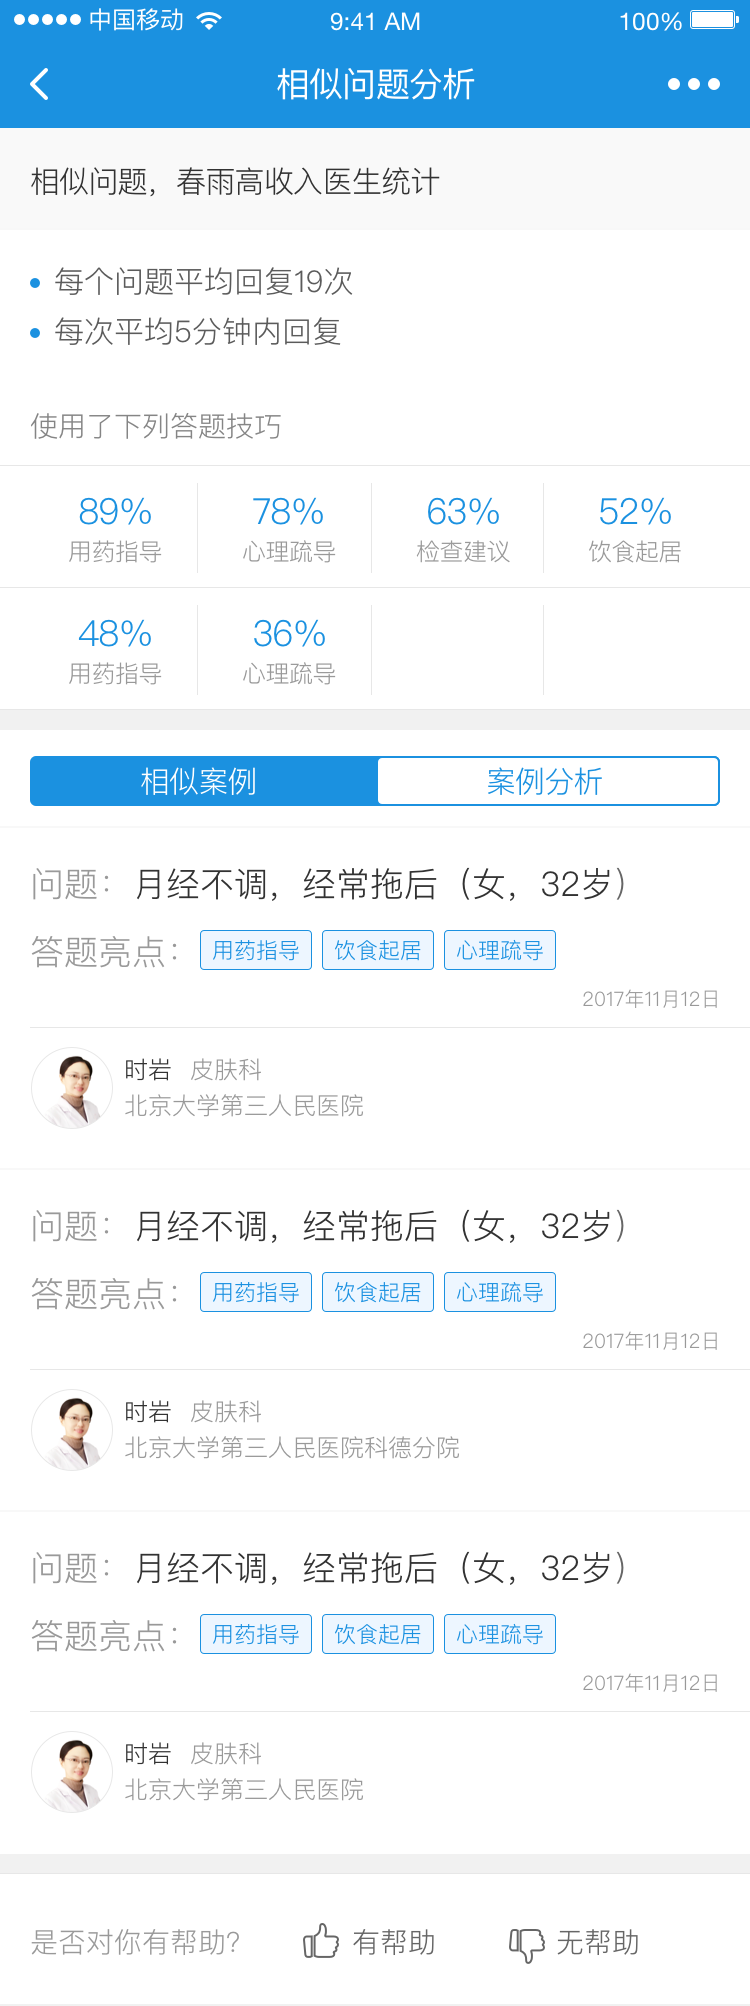 中国移动 9:41 AM 100%
相似问题分析
相似问题，春雨高收入医生统计
每个问题平均回复19次
每次平均5分钟内回复
使用了下列答题技巧
89% 78% 63% 52%
用药指导 心理疏导 检查建议 饮食起居
48% 36%
用药指导 心理疏导
相似案例 案例分析
问题：月经不调，经常拖后（女，32岁）
答题亮点：用药指导 饮食起居 心理疏导
2017年11月12日
时岩 皮肤科
北京大学第三人民医院
问题：月经不调，经常拖后（女，32岁）
答题亮点：用药指导 饮食起居 心理疏导
2017年11月12日
时岩 皮肤科
北京大学第三人民医院科德分院
问题：月经不调，经常拖后（女，32岁）
答题亮点：用药指导 饮食起居 心理疏导
2017年11月12日
时岩 皮肤科
北京大学第三人民医院
是否对你有帮助？ 有帮助 无帮助